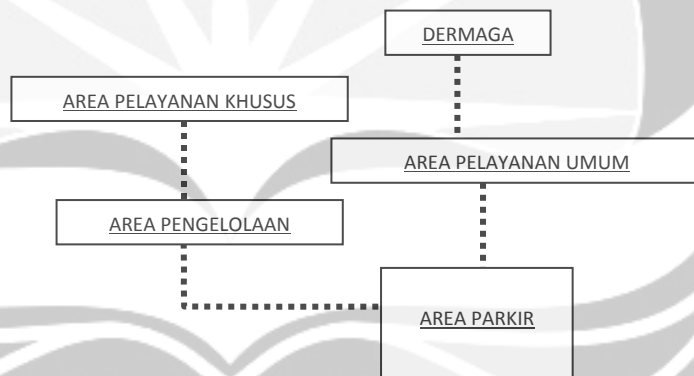 DERMAGA
AREA PELAYANAN KHUSUS
AREA PELAYANAN UMUM
AREA PENGELOLAAN
AREA PARKIR